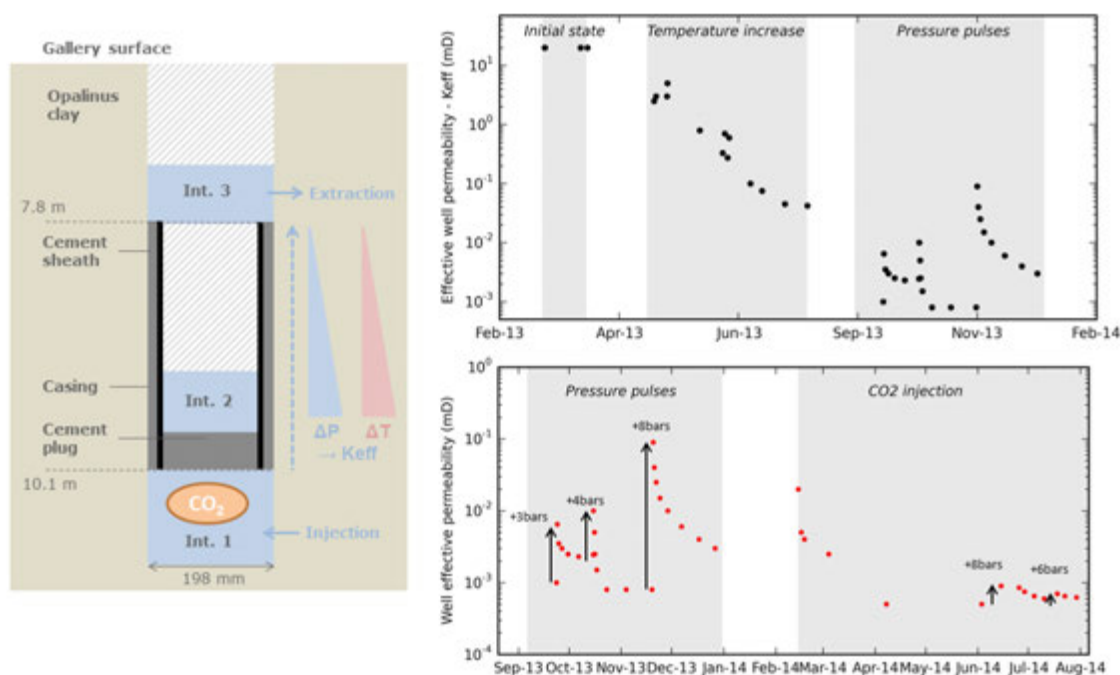 Gallery surface
Opalinus
clay
Int. 3
Extraction
7.8 m
Cement
sheath
Casing
Int. 2
Cement
plug
ΔP
ΔT
→ Keff
10.1 m
CO₂
Injection
Int. 1
198 mm
Initial state
Temperature increase
Pressure pulses
Effective well permeability - Keff (mD)
10¹
10⁰
10⁻¹
10⁻²
10⁻³
Feb-13 Apr-13 Jun-13 Sep-13 Nov-13 Feb-14
Pressure pulses
CO2 injection
Well effective permeability (mD)
10⁰
10⁻¹
10⁻²
10⁻³
10⁻⁴
+3bars
+4bars
+8bars
+8bars
+6bars
Sep-13 Oct-13 Nov-13 Dec-13 Jan-14 Feb-14 Mar-14 Apr-14 May-14 Jun-14 Jul-14 Aug-14